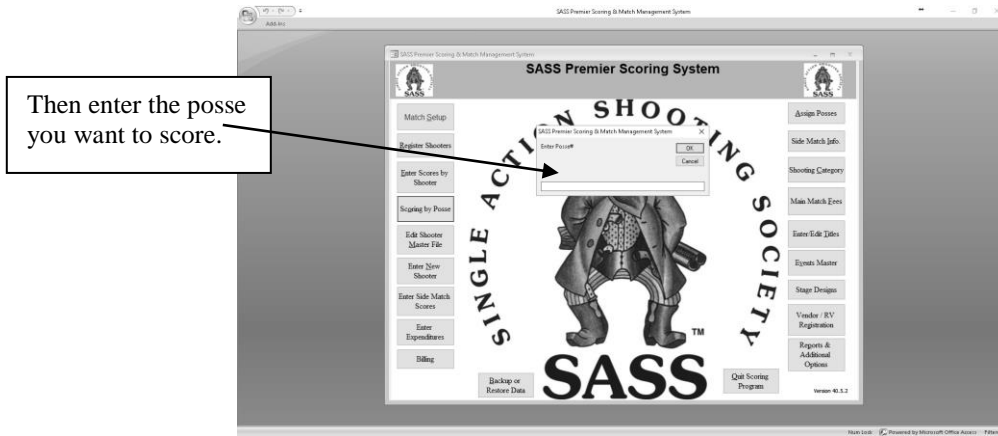 SASS Premier Scoring & Match Management System
Add-Ins
SASS Premier Scoring & Match Management System
SASS Premier Scoring System
SASS
SASS
Then enter the posse
you want to score.
SINGLE ACTION SHOOTING SOCIETY
Match Setup
Register Shooters
Enter Scores by
Shooter
Scoring by Posse
Edit Shooter
Master File
Enter New
Shooter
Enter Side Match
Scores
Enter
Expenditures
Billing
Backup or
Restore Data
SASS Premier Scoring & Match Management System
Enter Posse#
OK
Cancel
TM
SASS
Assign Posses
Side Match Info.
Shooting Category
Main Match Fees
Enter/Edit Titles
Events Master
Stage Designs
Vendor / RV
Registration
Reports &
Additional
Options
Quit Scoring
Program
Version 40.5.3
Num Lock
Powered by Microsoft Office Access